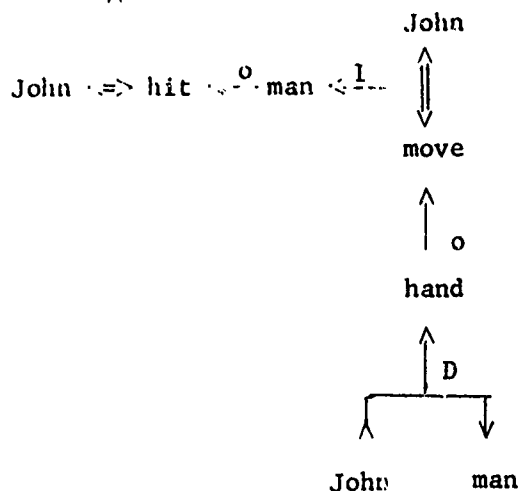 John
John => hit <-- o man <-- I
move
o
hand
D
John man